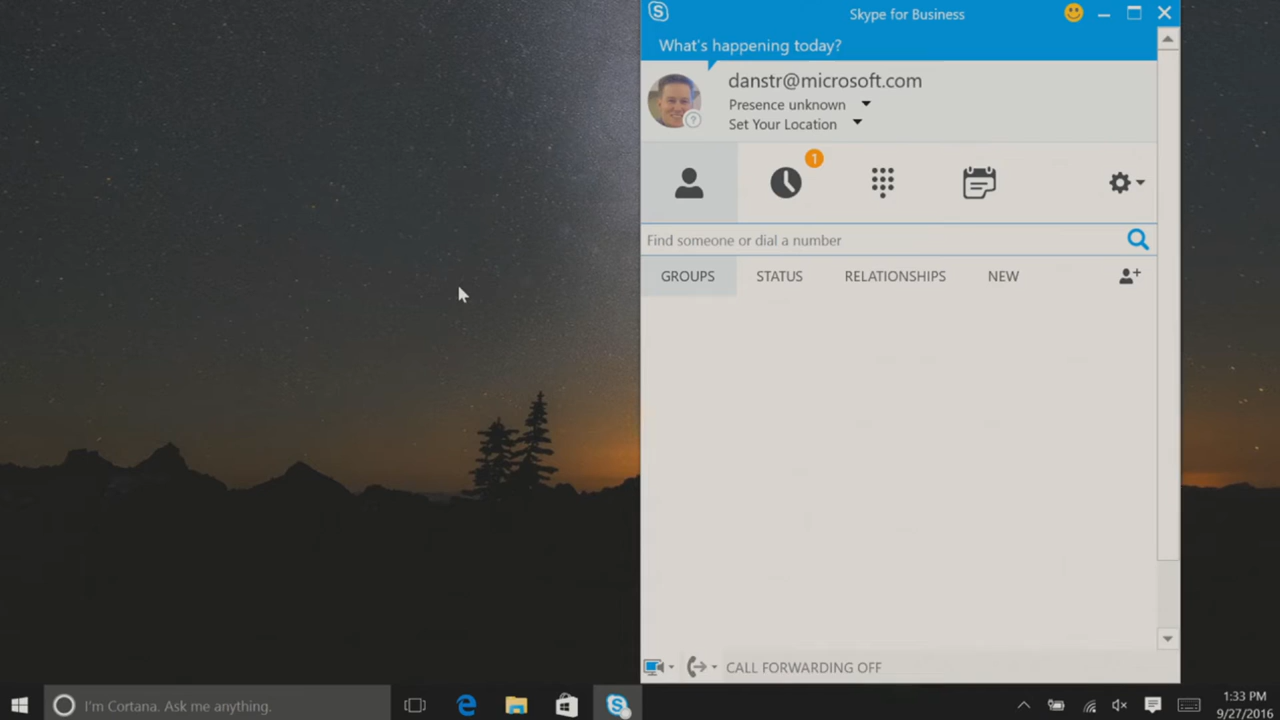 Skype for Business
What's happening today?
danstr@microsoft.com
Presence unknown
Set Your Location
1
Find someone or dial a number
GROUPS STATUS RELATIONSHIPS NEW
CALL FORWARDING OFF
I'm Cortana. Ask me anything.
1:33 PM
9/27/2016